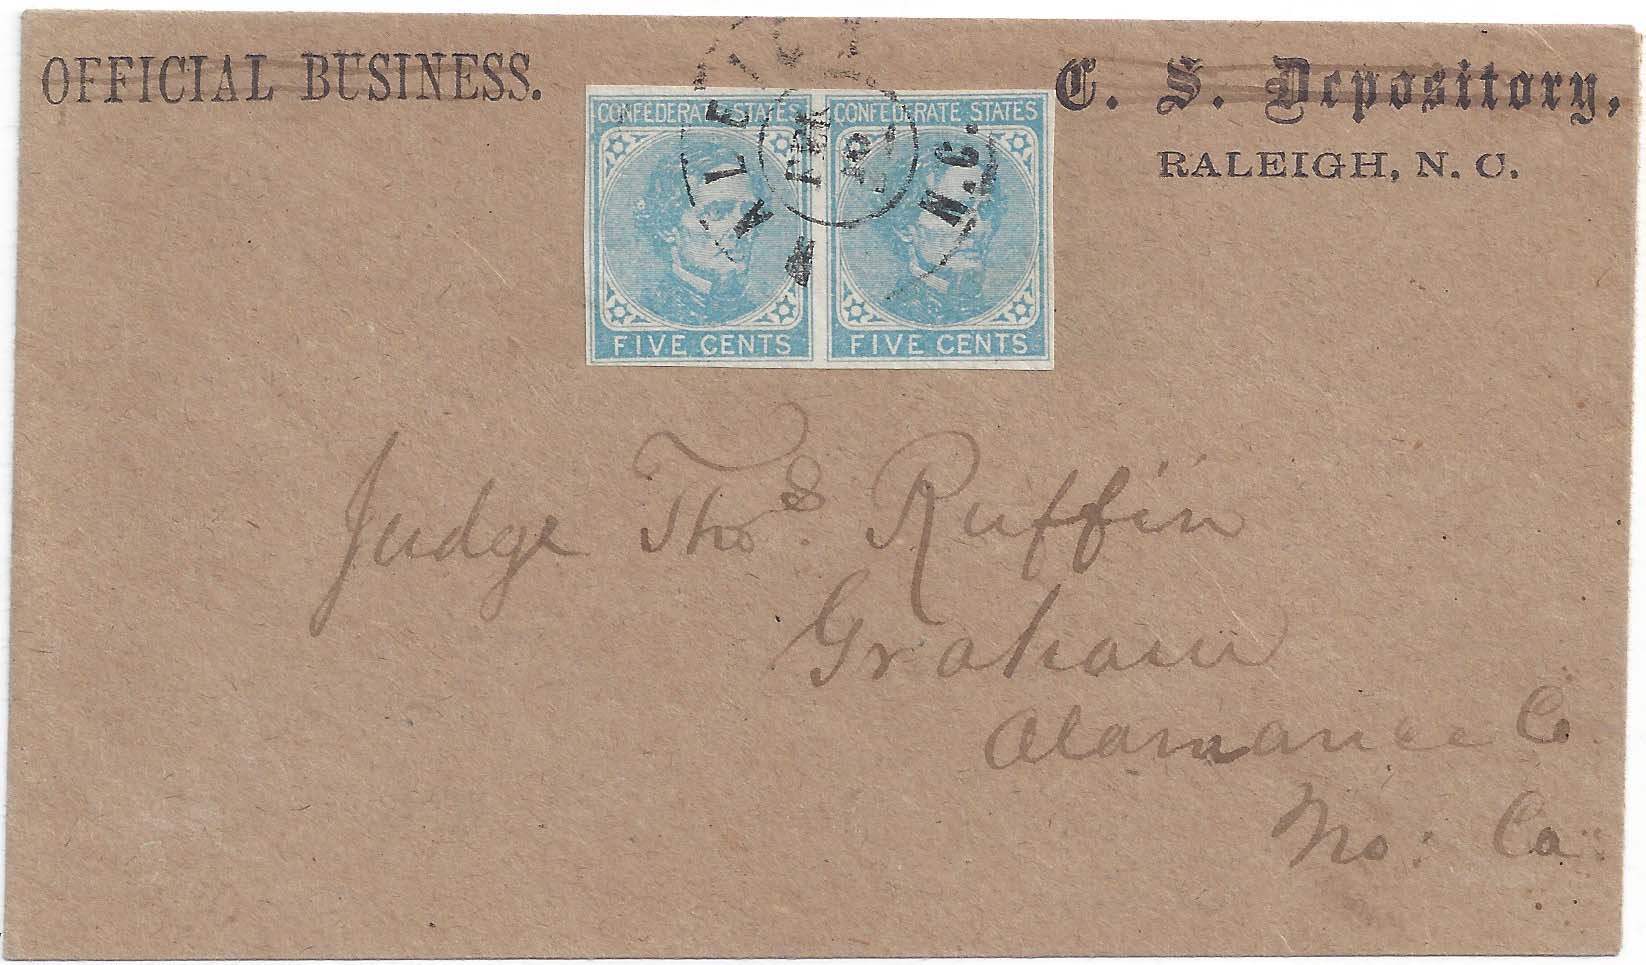 OFFICIAL BUSINESS.
C. S. Depository,
RALEIGH, N. C.
CONFEDERATE STATES
FIVE CENTS
CONFEDERATE STATES
FIVE CENTS
RALEIGH N.C.
Judge Thos. Ruffin
Graham
Alamance Co.
No: Ca: